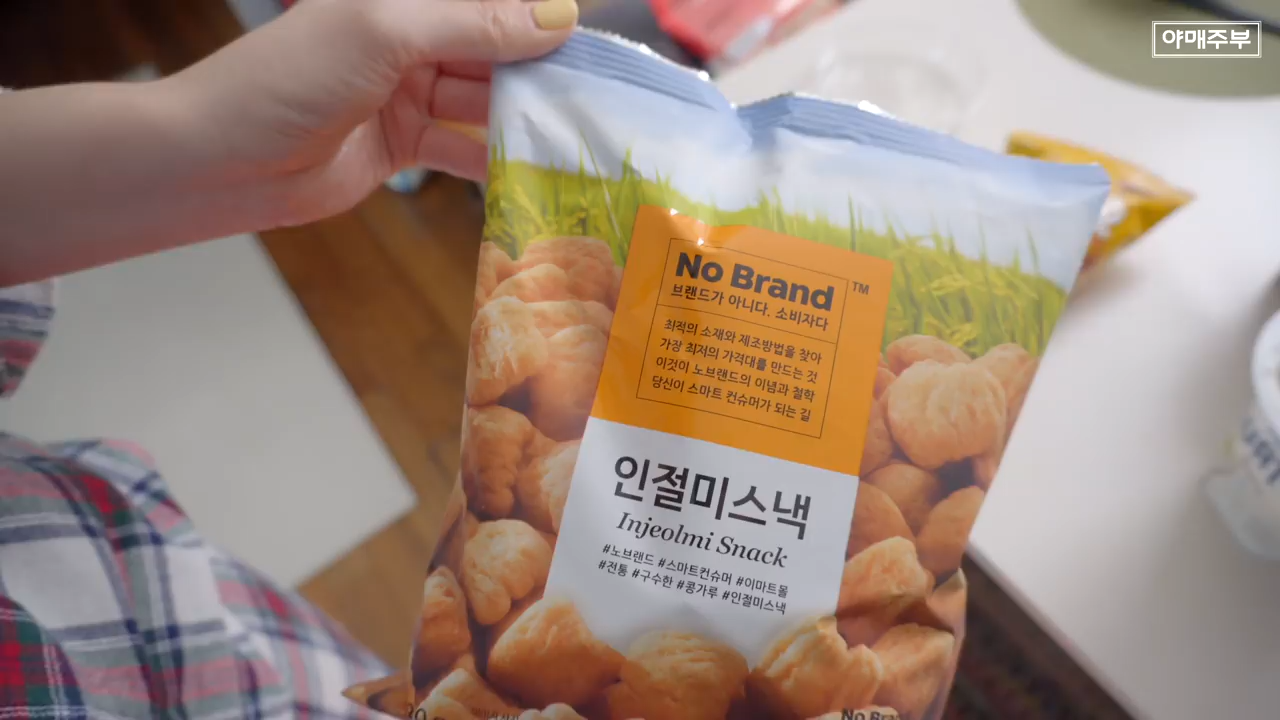 야매주부
No Brand TM
브랜드가 아니다. 소비자다
최적의 소재와 제조방법을 찾아
가장 최저의 가격대를 만드는 것
이것이 노브랜드의 이념과 철학
당신이 스마트 컨슈머가 되는 길
인절미스낵
Injeolmi Snack
#노브랜드 #스마트컨슈머 #이마트몰
#전통 #구수한 #콩가루 #인절미스낵
No Brand